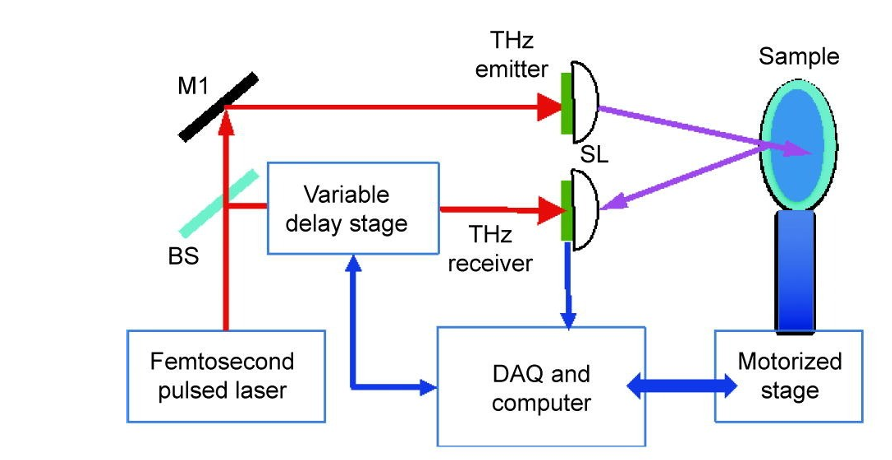 THz
emitter
Sample
M1
SL
Variable
delay stage
BS
THz
receiver
Femtosecond
pulsed laser
DAQ and
computer
Motorized
stage